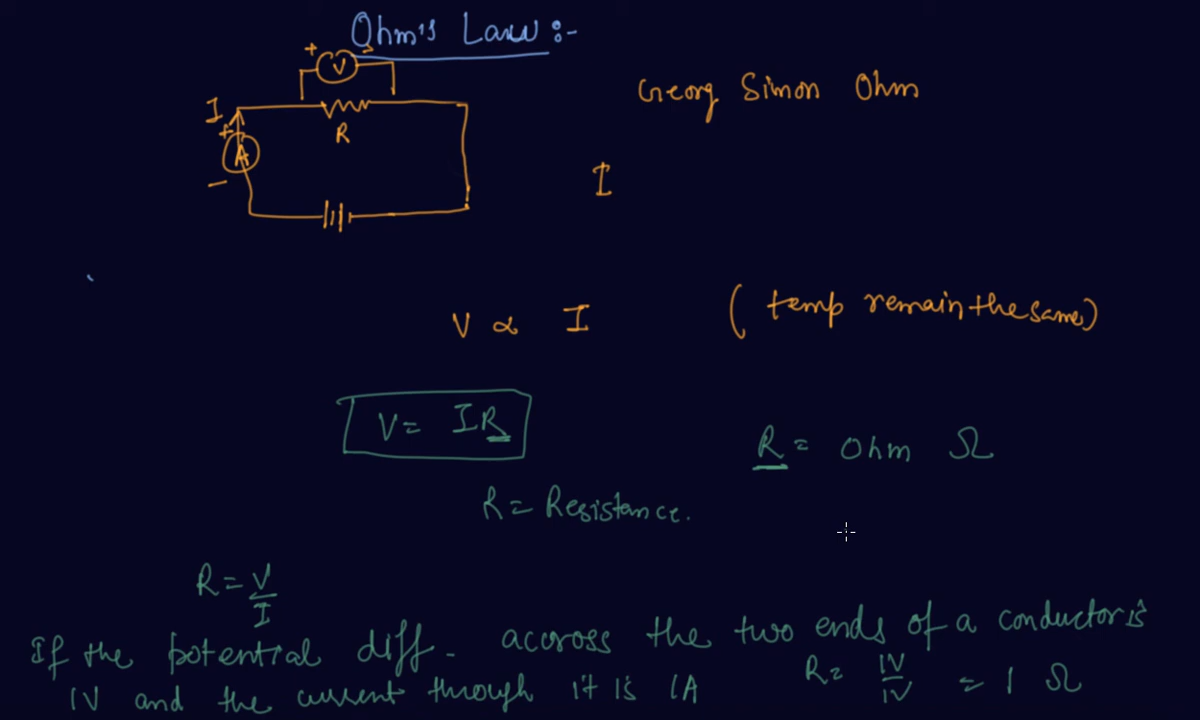 Ohm's Law :-
+ V -
Georg Simon Ohm
I
+
A
-
R
I
V ∝ I (temp remain the same)
V = IR
R = Ohm Ω
R = Resistance.
R = V/I
If the potential diff. accross the two ends of a conductor is
1V and the current through it is 1A R = 1V/1V = 1 Ω